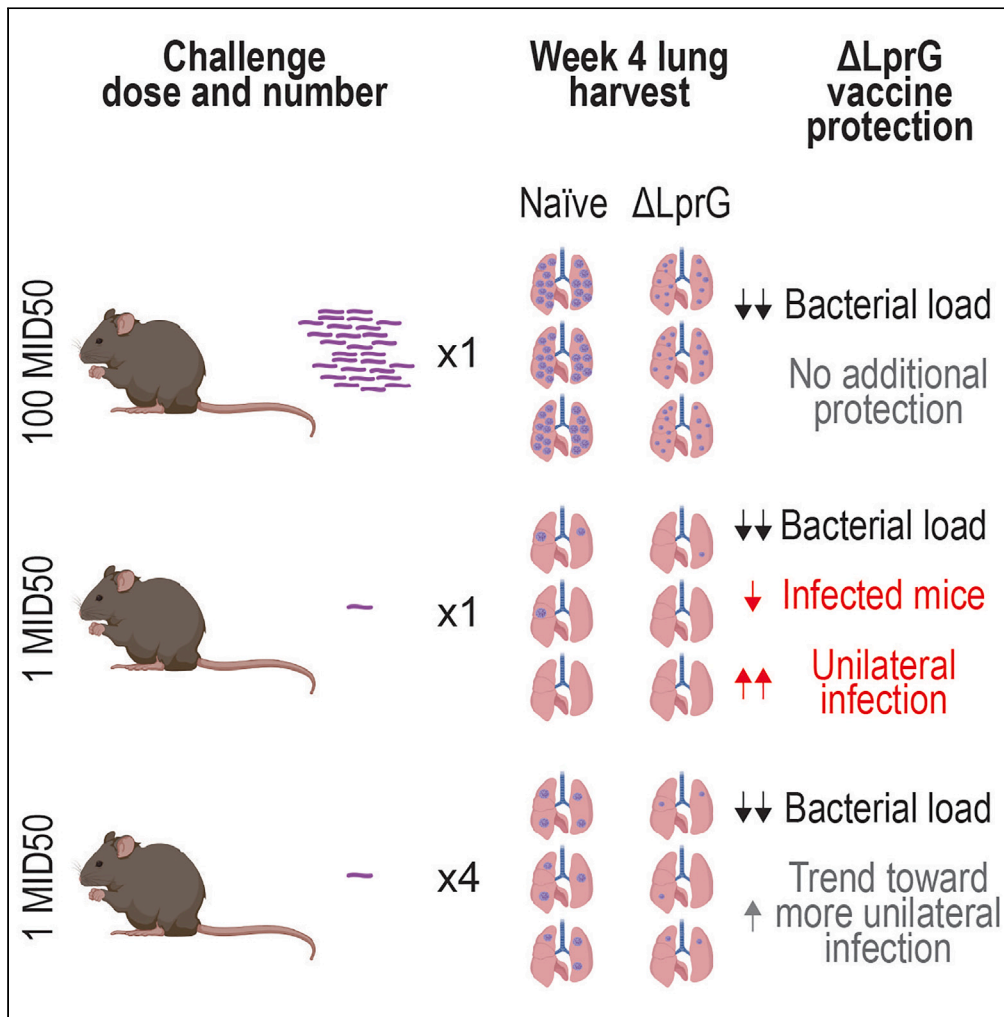 Challenge
dose and number
Week 4 lung
harvest
ΔLprG
vaccine
protection
Naïve
ΔLprG
100 MID50
x1
↓↓ Bacterial load
No additional
protection
1 MID50
x1
↓↓ Bacterial load
↓ Infected mice
↑↑ Unilateral
infection
1 MID50
x4
↓↓ Bacterial load
Trend toward
↑ more unilateral
infection